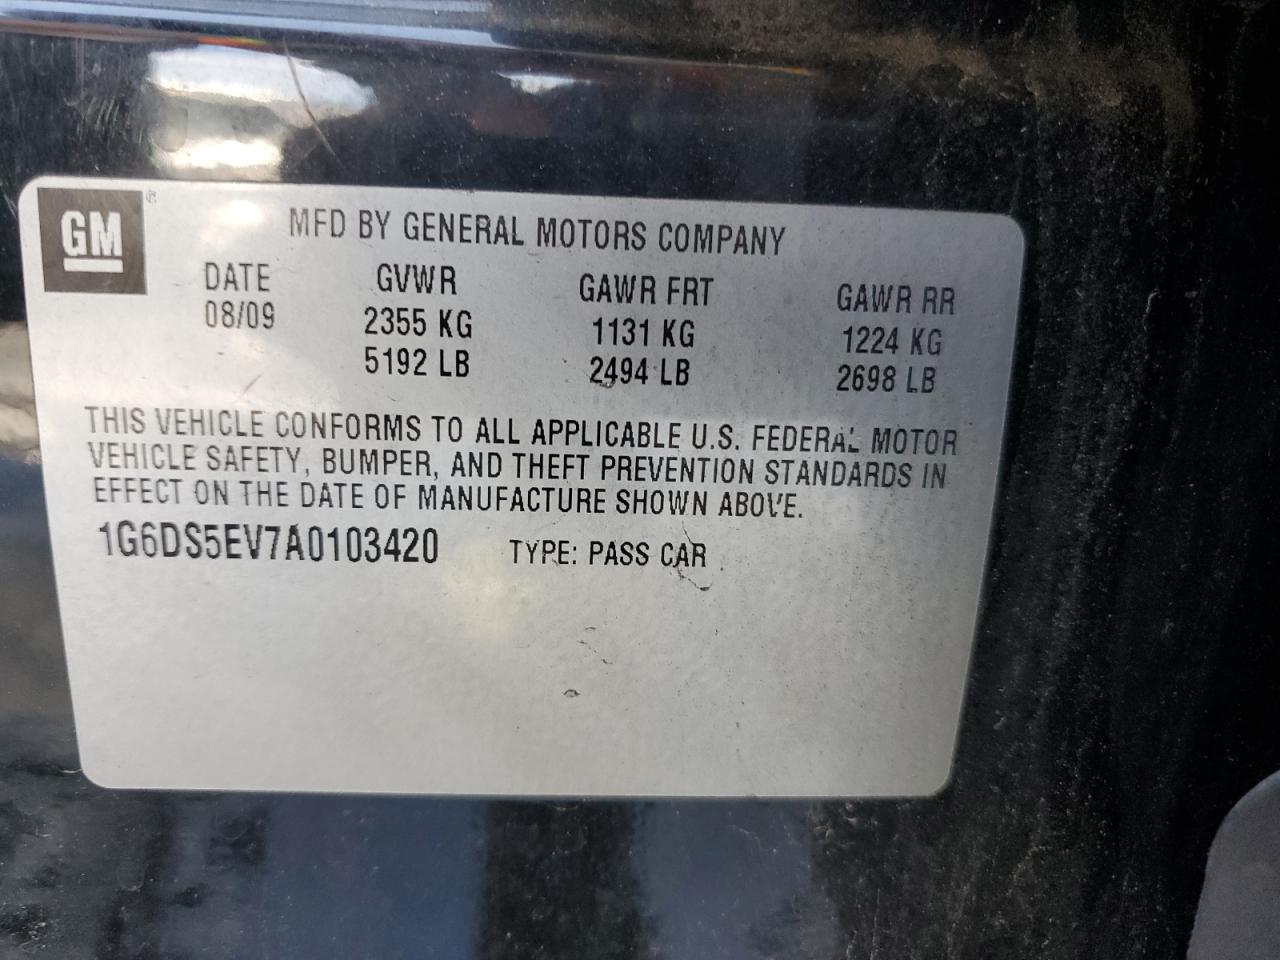 GM ®
MFD BY GENERAL MOTORS COMPANY
DATE GVWR GAWR FRT GAWR RR
08/09 2355 KG 1131 KG 1224 KG
5192 LB 2494 LB 2698 LB
THIS VEHICLE CONFORMS TO ALL APPLICABLE U.S. FEDERAL MOTOR
VEHICLE SAFETY, BUMPER, AND THEFT PREVENTION STANDARDS IN
EFFECT ON THE DATE OF MANUFACTURE SHOWN ABOVE.
1G6DS5EV7A0103420 TYPE: PASS CAR